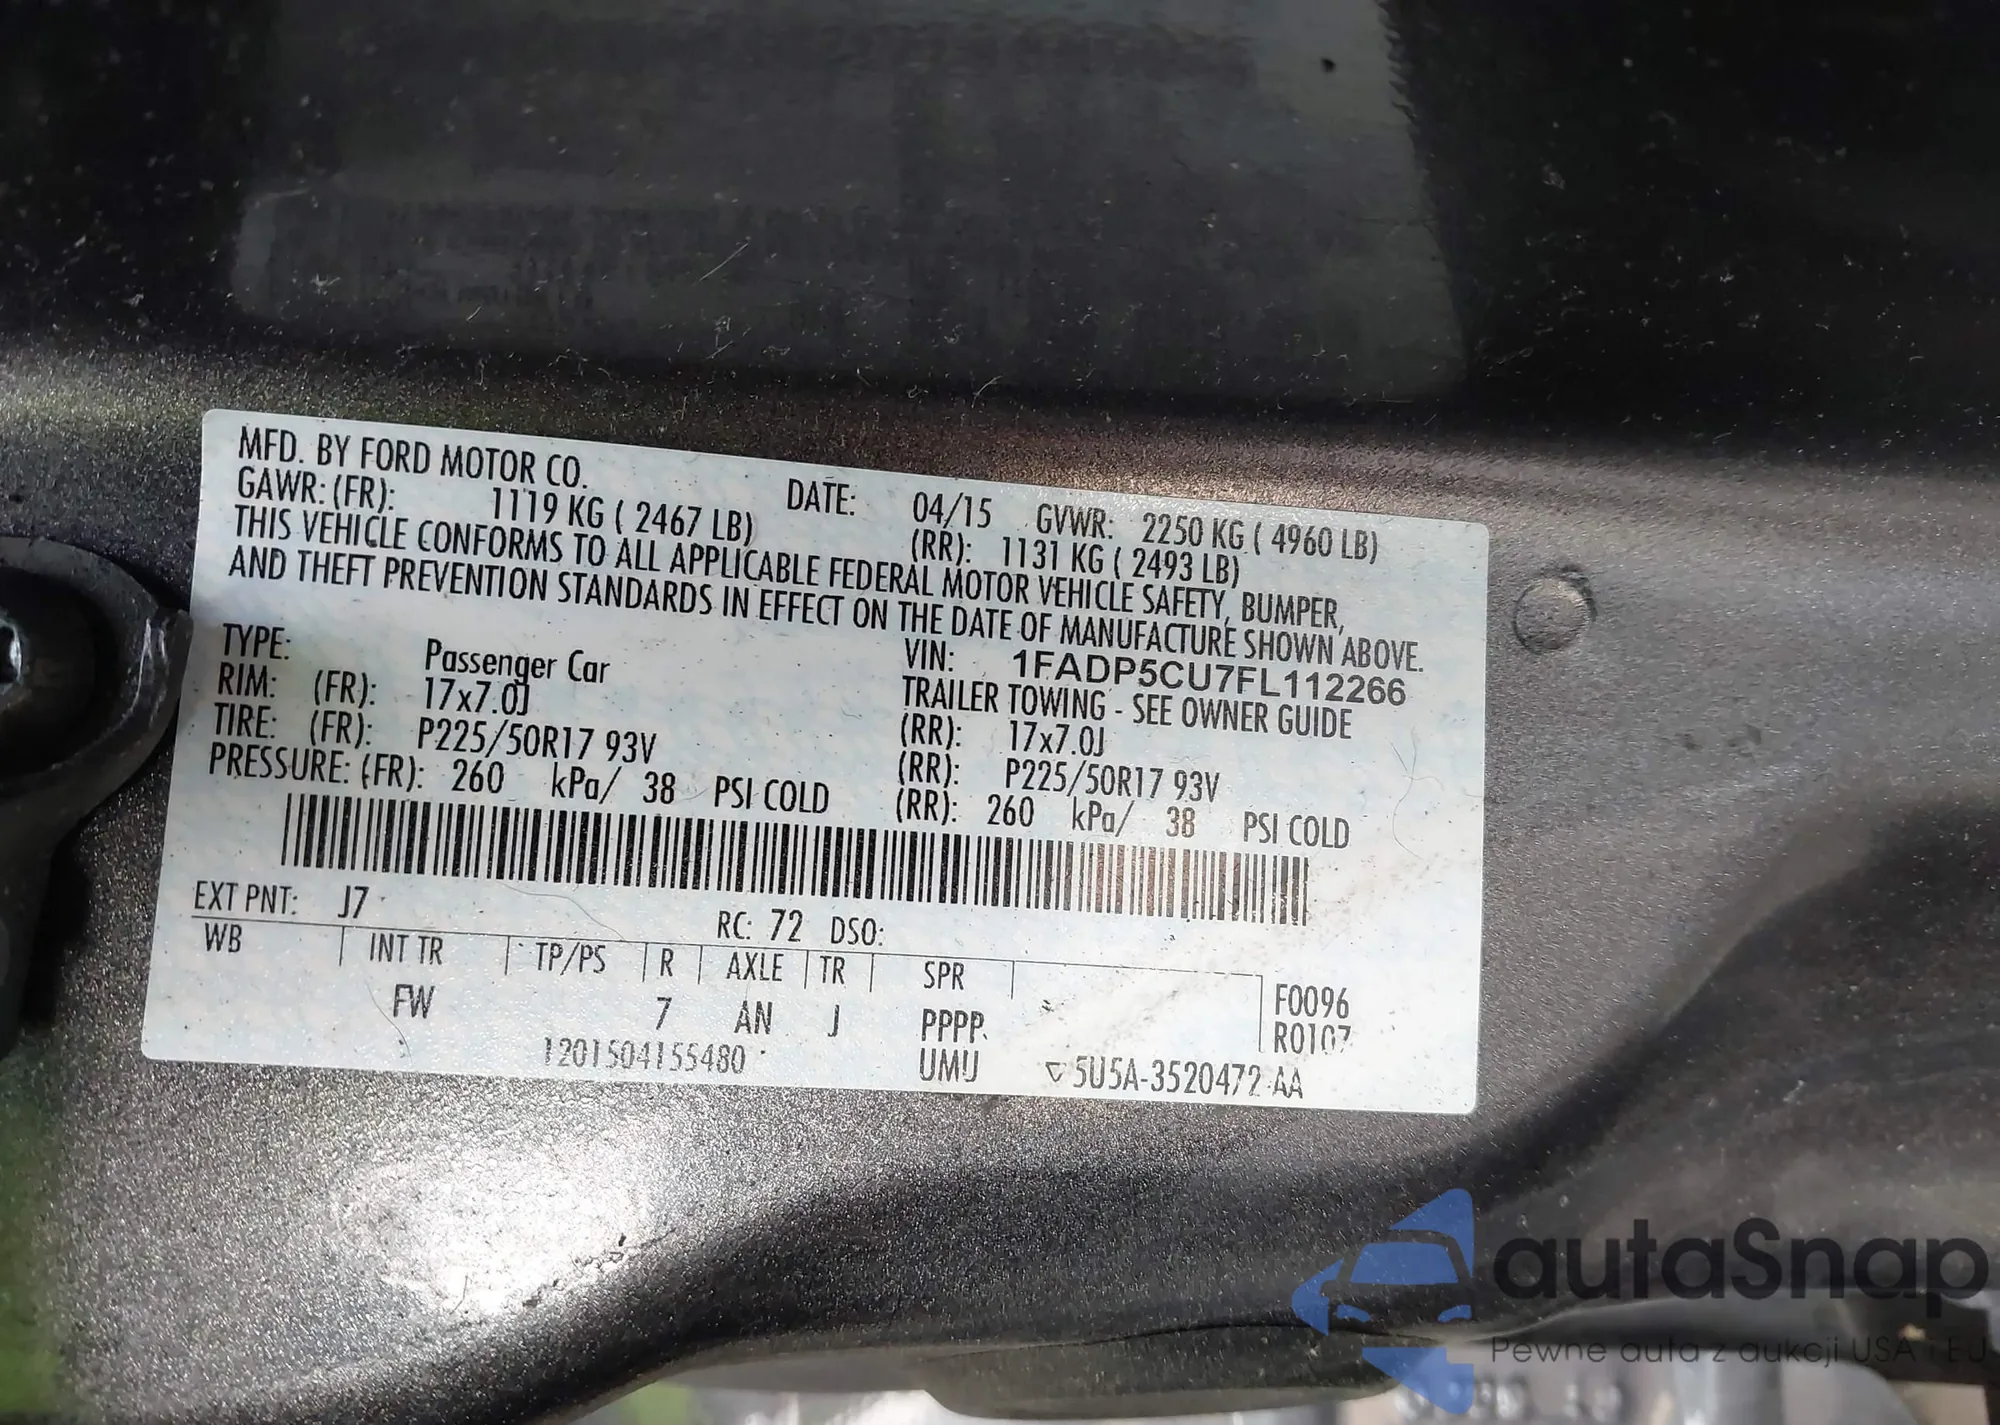 MFD. BY FORD MOTOR CO.
DATE: 04/15 GVWR: 2250 KG ( 4960 LB)
GAWR: (FR): 1119 KG ( 2467 LB) (RR): 1131 KG ( 2493 LB)
THIS VEHICLE CONFORMS TO ALL APPLICABLE FEDERAL MOTOR VEHICLE SAFETY, BUMPER,
AND THEFT PREVENTION STANDARDS IN EFFECT ON THE DATE OF MANUFACTURE SHOWN ABOVE.
VIN: 1FADP5CU7FL112266
TYPE: Passenger Car TRAILER TOWING - SEE OWNER GUIDE
RIM: (FR): 17x7.0J (RR): 17x7.0J
TIRE: (FR): P225/50R17 93V (RR): P225/50R17 93V
PRESSURE: (FR): 260 kPa/ 38 PSI COLD (RR): 260 kPa/ 38 PSI COLD
EXT PNT: J7 RC: 72 DSO:
WB INT TR TP/PS R AXLE TR SPR F0096
FW 7 AN J PPPP R0107
1201504155480 UMU 5U5A-3520472-AA
autaSnap
Pewne auta z aukcji USA i EU